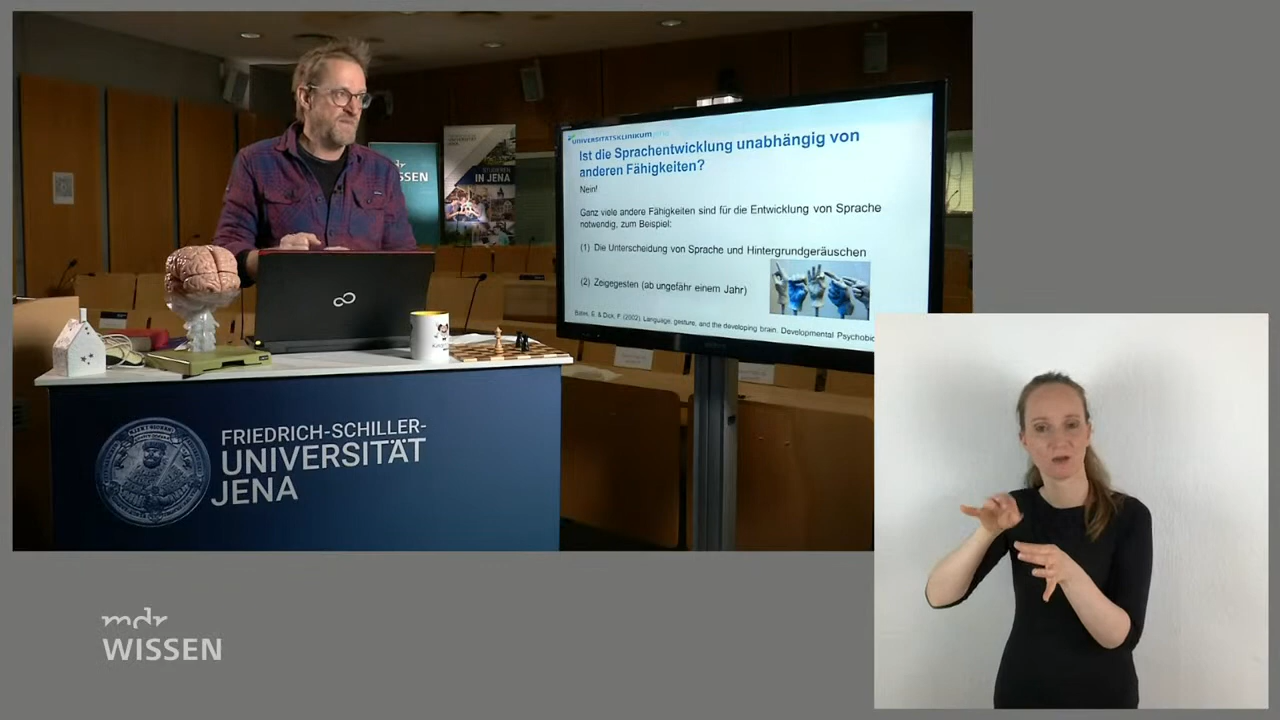 UNIVERSITÄTSKLINIKUM jena
Ist die Sprachentwicklung unabhängig von
anderen Fähigkeiten?
Nein!
Ganz viele andere Fähigkeiten sind für die Entwicklung von Sprache
notwendig, zum Beispiel:
(1) Die Unterscheidung von Sprache und Hintergrundgeräuschen
(2) Zeigegesten (ab ungefähr einem Jahr)
Bates, E. & Dick, F. (2002). Language, gesture, and the developing brain. Developmental Psychobio
mdr
WISSEN
STUDIEREN
IN JENA
FRIEDRICH-SCHILLER-
UNIVERSITÄT
JENA
mdr
WISSEN